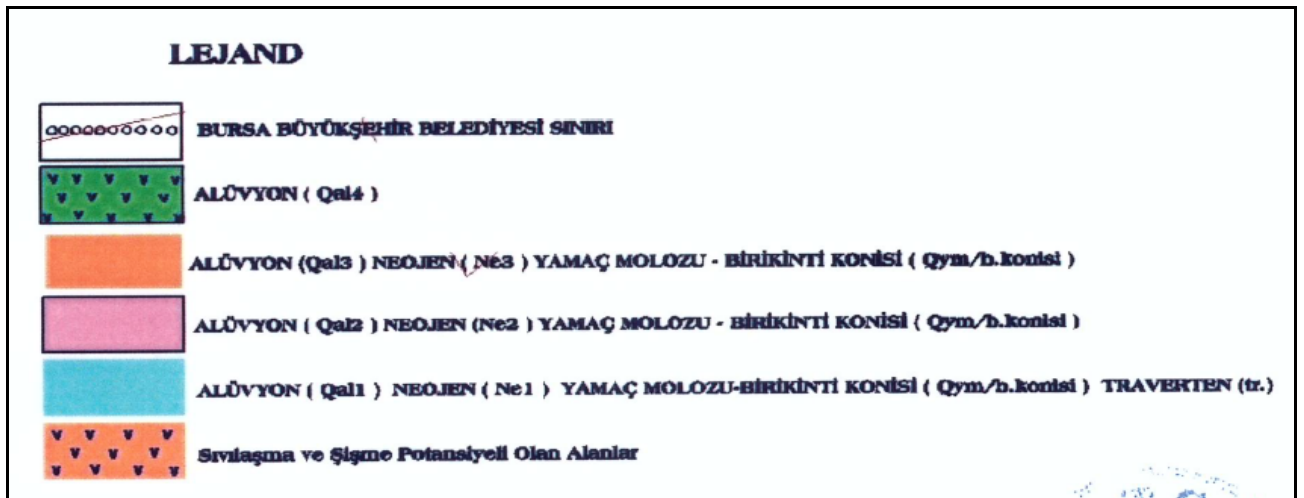 LEJAND
BURSA BÜYÜKŞEHİR BELEDİYESİ SINIRI
ALÜVYON ( Qal4 )
ALÜVYON (Qal3 ) NEOJEN ( Ne3 ) YAMAÇ MOLOZU - BİRİKİNTİ KONİSİ ( Qym/b.konisi )
ALÜVYON ( Qal2 ) NEOJEN (Ne2 ) YAMAÇ MOLOZU - BİRİKİNTİ KONİSİ ( Qym/b.konisi )
ALÜVYON ( Qal1 ) NEOJEN ( Ne1 ) YAMAÇ MOLOZU-BİRİKİNTİ KONİSİ ( Qym/b.konisi ) TRAVERTEN (tr.)
Sıvılaşma ve Şişme Potansiyeli Olan Alanlar